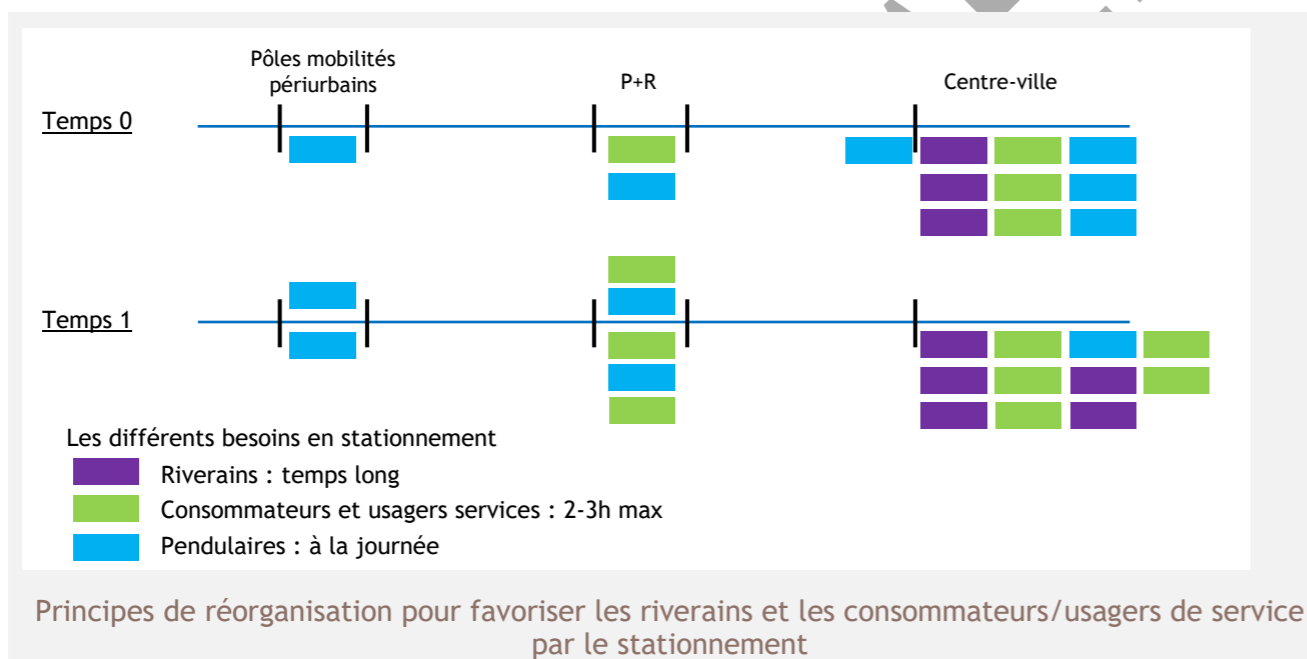 Pôles mobilités
périurbains
P+R
Centre-ville
Temps 0
Temps 1
Les différents besoins en stationnement
Riverains : temps long
Consommateurs et usagers services : 2-3h max
Pendulaires : à la journée
Principes de réorganisation pour favoriser les riverains et les consommateurs/usagers de service
par le stationnement